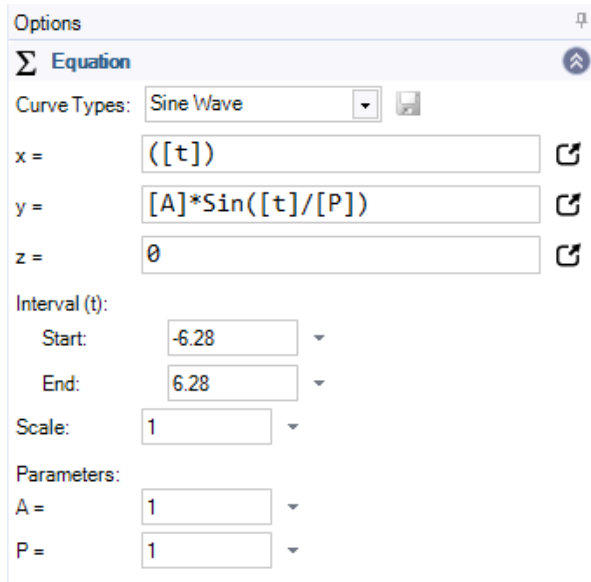 Options
Σ Equation
Curve Types: Sine Wave
x = ([t])
y = [A]*Sin([t]/[P])
z = 0
Interval (t):
Start: -6.28
End: 6.28
Scale: 1
Parameters:
A = 1
P = 1